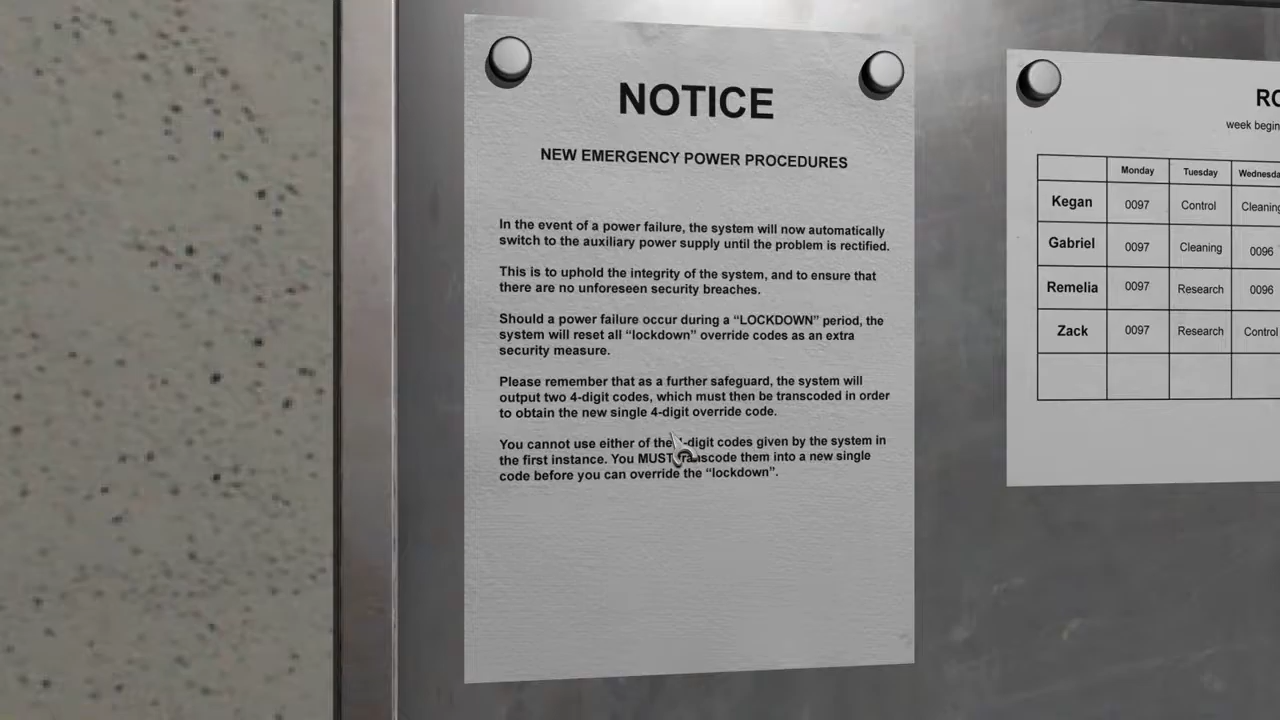 NOTICE
NEW EMERGENCY POWER PROCEDURES
In the event of a power failure, the system will now automatically
switch to the auxiliary power supply until the problem is rectified.
This is to uphold the integrity of the system, and to ensure that
there are no unforeseen security breaches.
Should a power failure occur during a “LOCKDOWN” period, the
system will reset all “lockdown” override codes as an extra
security measure.
Please remember that as a further safeguard, the system will
output two 4-digit codes, which must then be transcoded in order
to obtain the new single 4-digit override code.
You cannot use either of the -digit codes given by the system in
the first instance. You MUST transcode them into a new single
code before you can override the “lockdown”.
RO
week begin
Monday Tuesday Wednesda
Kegan 0097 Control Cleaning
Gabriel 0097 Cleaning 0096
Remelia 0097 Research 0096
Zack 0097 Research Control